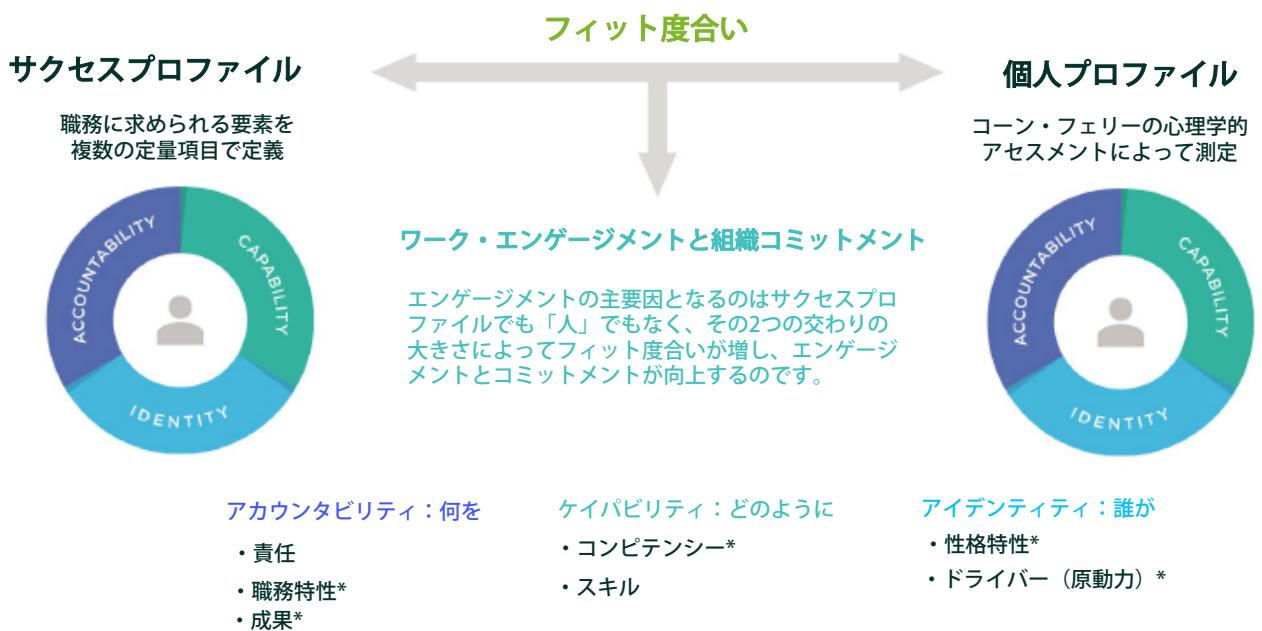 フィット度合い
サクセスプロファイル
個人プロファイル
職務に求められる要素を
複数の定量項目で定義
コーン・フェリーの心理学的
アセスメントによって測定
ACCOUNTABILITY
CAPABILITY
IDENTITY
ワーク・エンゲージメントと組織コミットメント
エンゲージメントの主要因となるのはサクセスプロ
ファイルでも「人」でもなく、その2つの交わりの
大きさによってフィット度合いが増し、エンゲージ
メントとコミットメントが向上するのです。
ACCOUNTABILITY
CAPABILITY
IDENTITY
アカウンタビリティ：何を
・責任
・職務特性*
・成果*
ケイパビリティ：どのように
・コンピテンシー*
・スキル
アイデンティティ：誰が
・性格特性*
・ドライバー（原動力）*